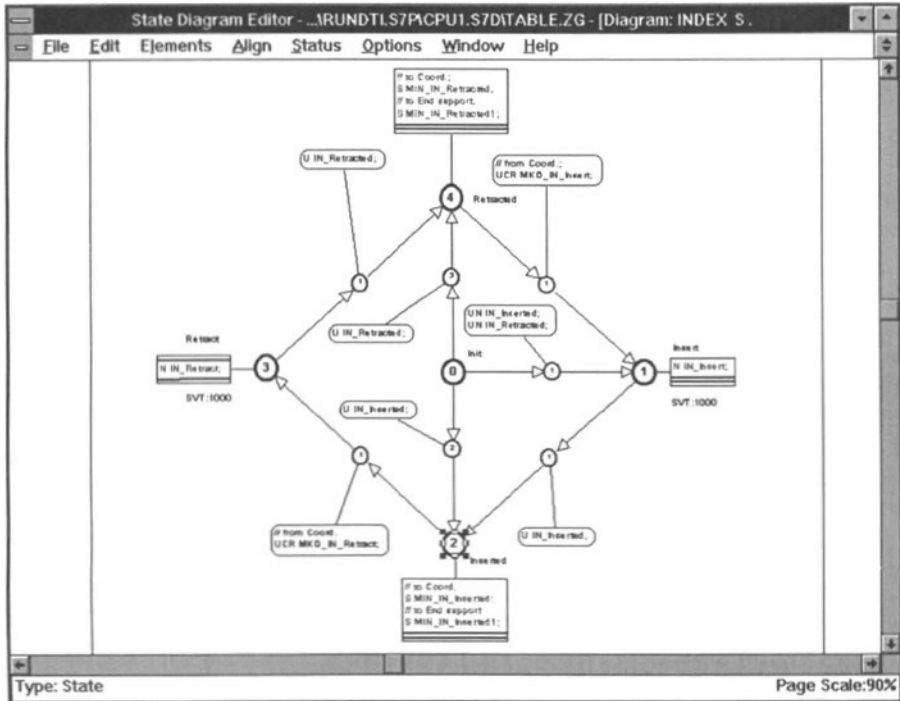 State Diagram Editor - ...\RUNDTI.S7P\CPU1.S7D\TABLE.ZG - [Diagram: INDEX_S .
File Edit Elements Align Status Options Window Help
// to Coord.;
S MIN_IN_Retracted,
// to End support,
S MIN_IN_Retracted1;
U IN_Retracted;
// from Coord.;
UCR MKO_IN_Insert;
4
Retracted
1
1
3
U IN_Retracted;
UN IN_Inserted;
UN IN_Retracted;
Retract
N IN_Retract;
SVT:1000
3
Init
0
1
1
Insert
N IN_Insert;
SVT:1000
U IN_Inserted;
2
1
1
// from Coord.
UCR MKO_IN_Retract;
U IN_Inserted,
2
Inserted
// to Coord.
S MIN_IN_Inserted;
// to End support
S MIN_IN_Inserted1;
Type: State
Page Scale:90%